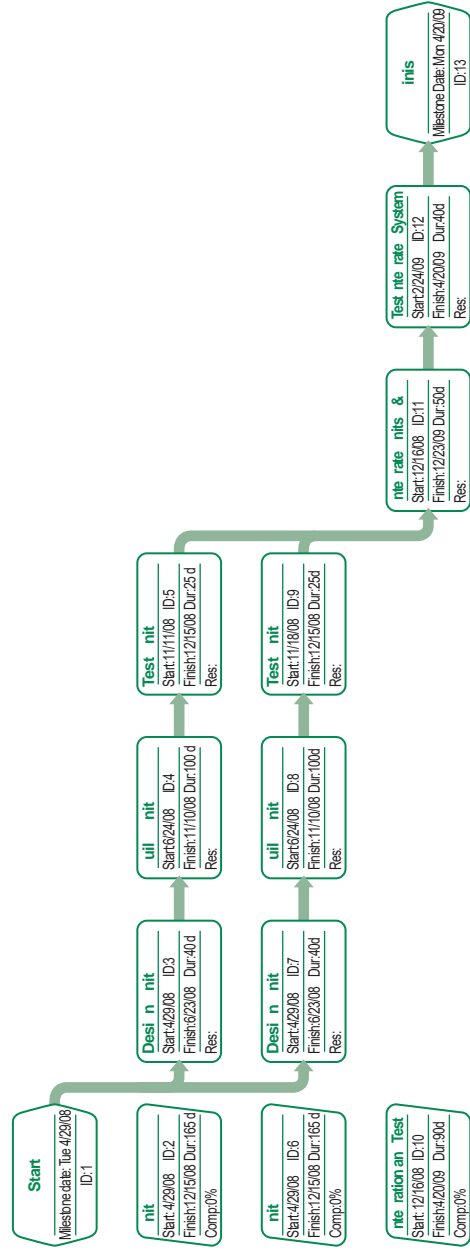 Start
Milestone date: Tue 4/29/08
ID:1
nit
Start: 4/29/08 ID:2
Finish:12/15/08 Dur:165 d
Comp:0%
Desi n nit
Start:4/29/08 ID:3
Finish:6/23/08 Dur:40 d
Res:
uil nit
Start:6/24/08 ID:4
Finish:11/10/08 Dur:100 d
Res:
Test nit
Start:11/11/08 ID:5
Finish:12/15/08 Dur:25 d
Res:
nit
Start:4/29/08 ID:6
Finish:12/15/08 Dur:165 d
Comp:0%
Desi n nit
Start:4/29/08 ID:7
Finish:6/23/08 Dur:40d
Res:
uil nit
Start:6/24/08 ID:8
Finish:11/10/08 Dur:100d
Res:
Test nit
Start:11/18/08 ID:9
Finish:12/15/08 Dur:25d
Res:
nte ration an Test
Start: 12/16/08 ID:10
Finish:4/20/09 Dur:90d
Comp:0%
nte rate nits &
Start:12/16/08 ID:11
Finish:12/23/09 Dur:50d
Res:
Test nte rate System
Start:2/24/09 ID:12
Finish:4/20/09 Dur:40d
Res:
inis
Milestone Date: Mon 4/20/09
ID:13